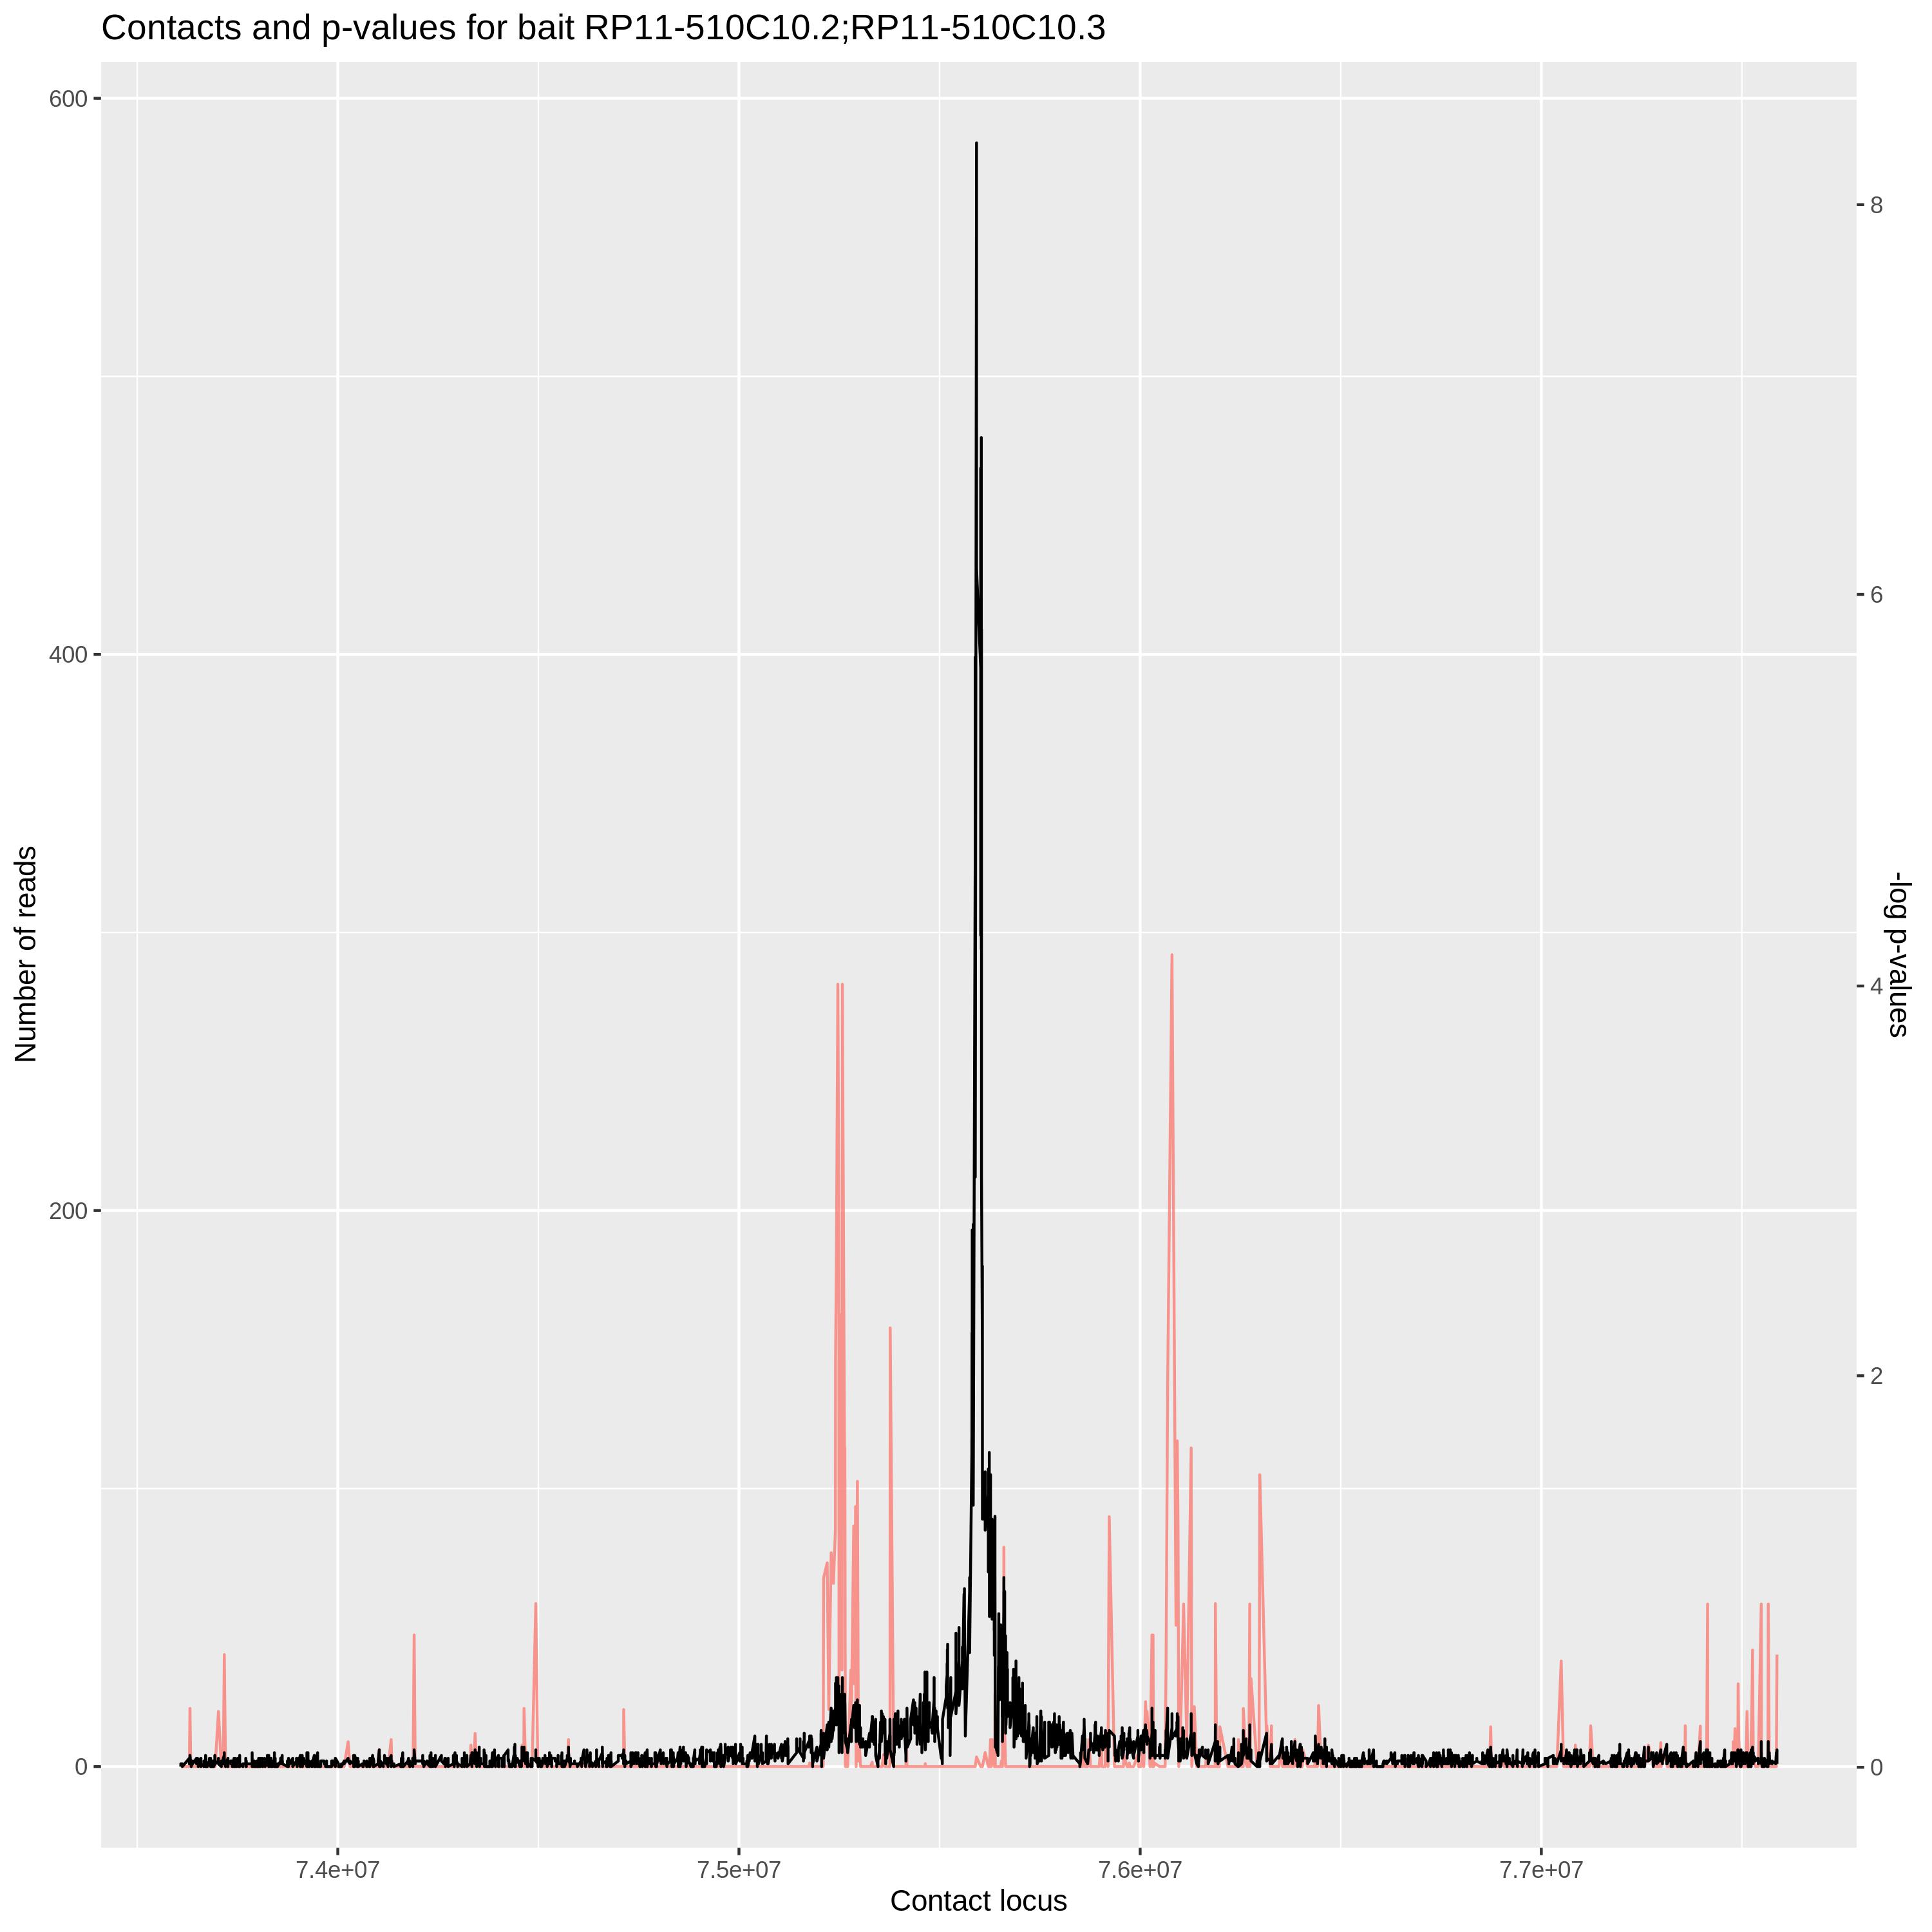 Contacts and p-values for bait RP11-510C10.2;RP11-510C10.3
600
400
200
0
Number of reads
8
6
4
2
0
-log p-values
7.4e+07
7.5e+07
7.6e+07
7.7e+07
Contact locus